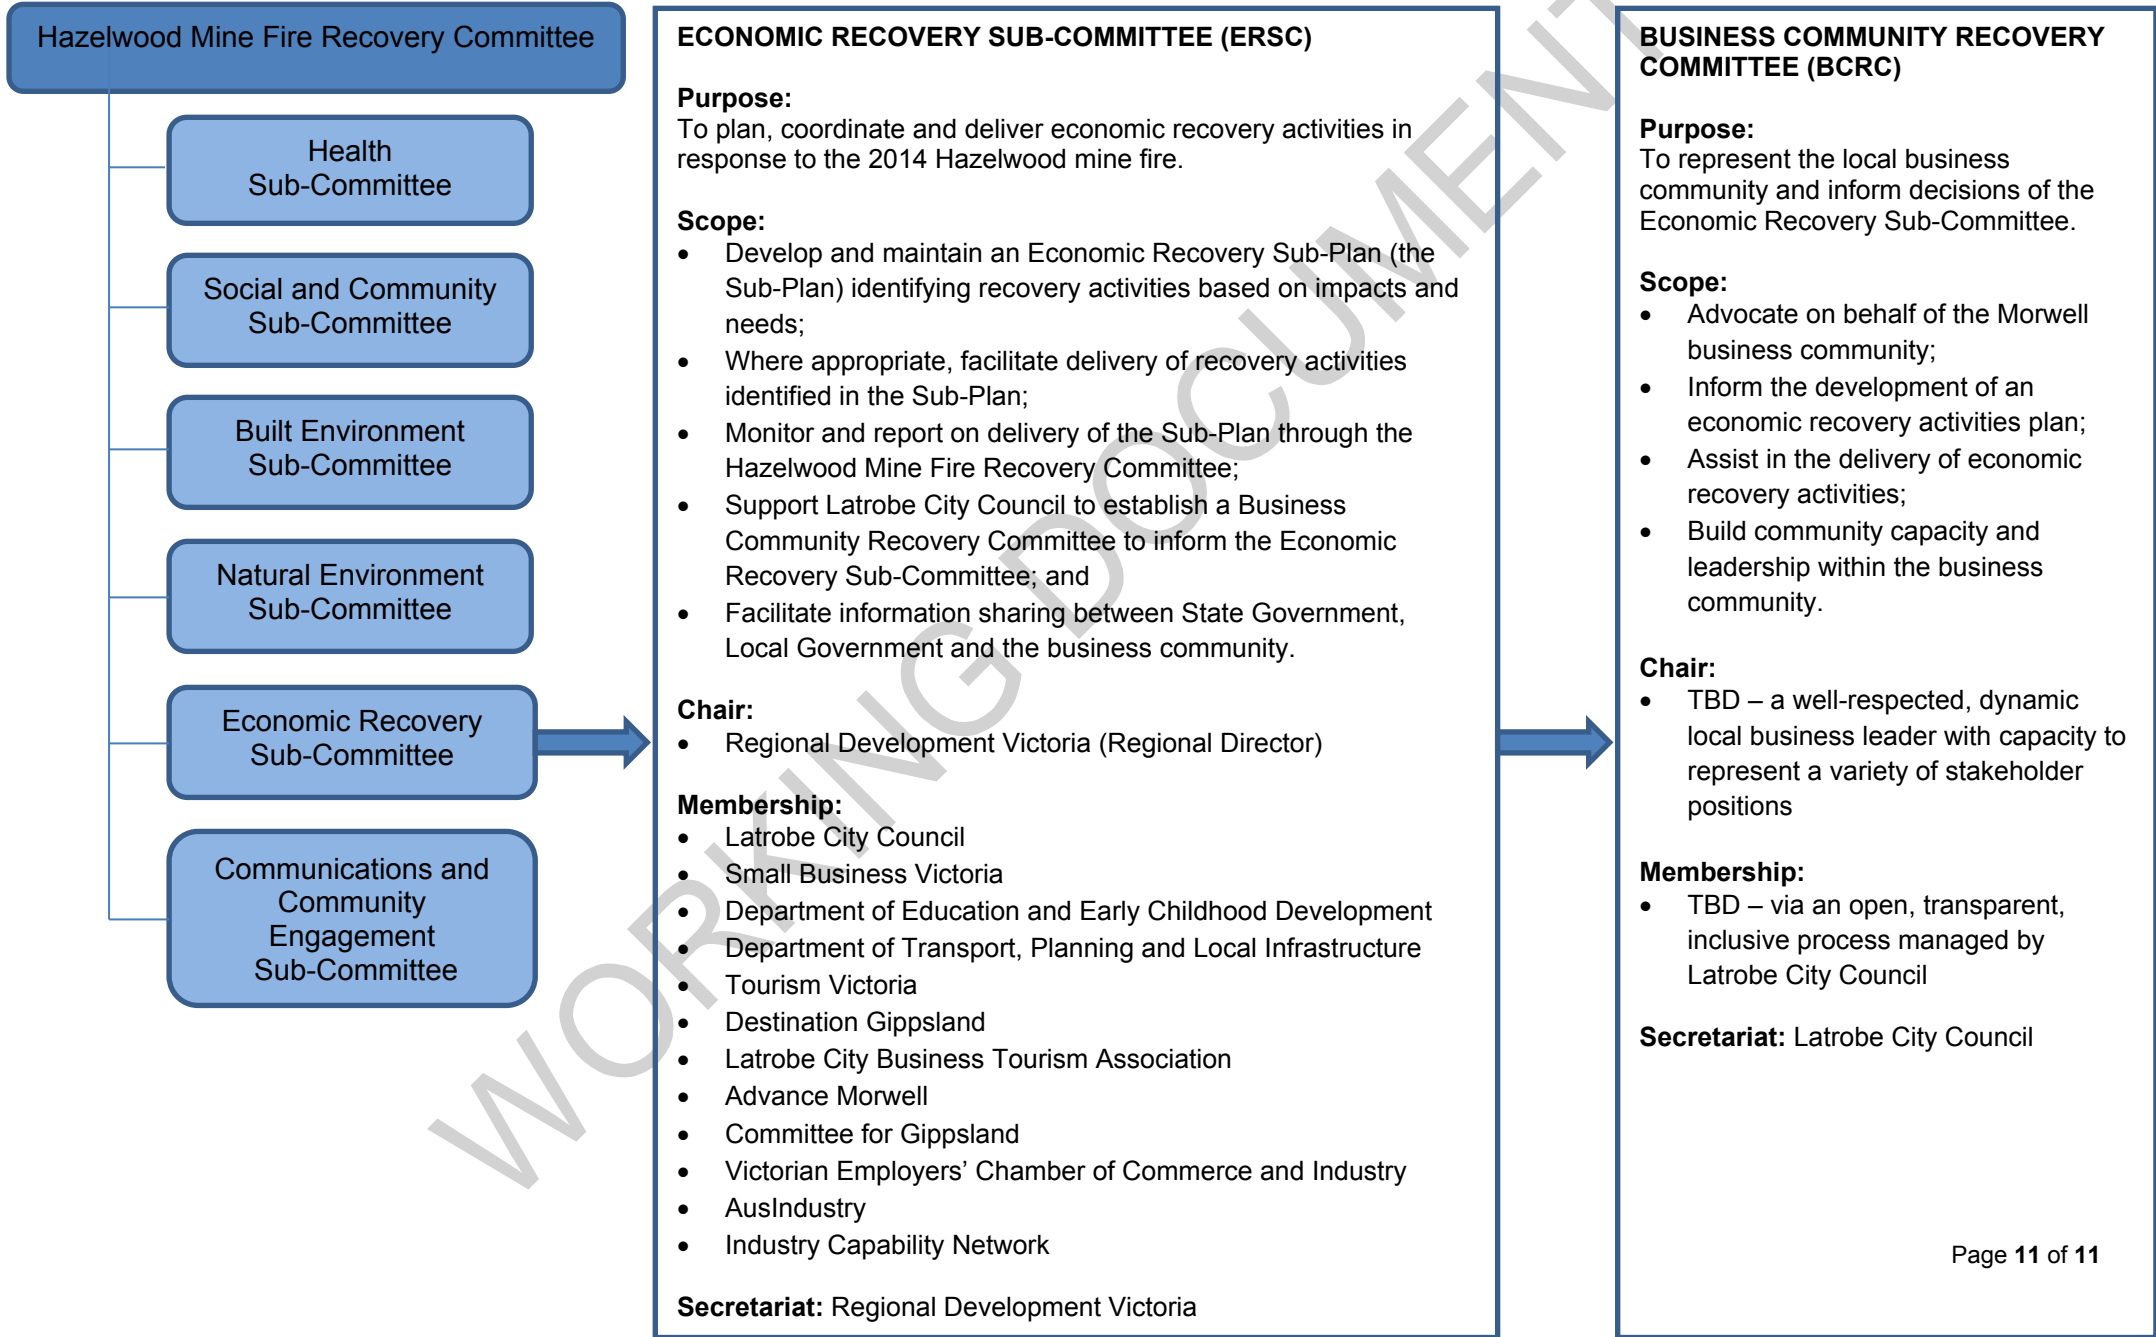 Hazelwood Mine Fire Recovery Committee
Health
Sub-Committee
Social and Community
Sub-Committee
Built Environment
Sub-Committee
Natural Environment
Sub-Committee
Economic Recovery
Sub-Committee
Communications and
Community
Engagement
Sub-Committee
ECONOMIC RECOVERY SUB-COMMITTEE (ERSC)
Purpose:
To plan, coordinate and deliver economic recovery activities in
response to the 2014 Hazelwood mine fire.
Scope:
• Develop and maintain an Economic Recovery Sub-Plan (the
Sub-Plan) identifying recovery activities based on impacts and
needs;
• Where appropriate, facilitate delivery of recovery activities
identified in the Sub-Plan;
• Monitor and report on delivery of the Sub-Plan through the
Hazelwood Mine Fire Recovery Committee;
• Support Latrobe City Council to establish a Business
Community Recovery Committee to inform the Economic
Recovery Sub-Committee; and
• Facilitate information sharing between State Government,
Local Government and the business community.
Chair:
• Regional Development Victoria (Regional Director)
Membership:
• Latrobe City Council
• Small Business Victoria
• Department of Education and Early Childhood Development
• Department of Transport, Planning and Local Infrastructure
• Tourism Victoria
• Destination Gippsland
• Latrobe City Business Tourism Association
• Advance Morwell
• Committee for Gippsland
• Victorian Employers' Chamber of Commerce and Industry
• AusIndustry
• Industry Capability Network
Secretariat: Regional Development Victoria
BUSINESS COMMUNITY RECOVERY
COMMITTEE (BCRC)
Purpose:
To represent the local business
community and inform decisions of the
Economic Recovery Sub-Committee.
Scope:
• Advocate on behalf of the Morwell
business community;
• Inform the development of an
economic recovery activities plan;
• Assist in the delivery of economic
recovery activities;
• Build community capacity and
leadership within the business
community.
Chair:
• TBD – a well-respected, dynamic
local business leader with capacity to
represent a variety of stakeholder
positions
Membership:
• TBD – via an open, transparent,
inclusive process managed by
Latrobe City Council
Secretariat: Latrobe City Council
Page 11 of 11
WORKING DOCUMENT